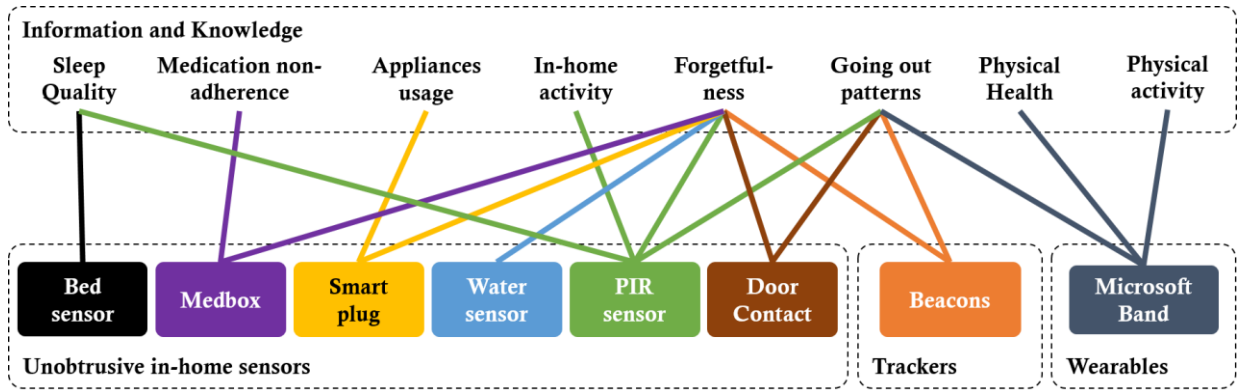 Information and Knowledge
Sleep
Quality
Medication non-
adherence
Appliances
usage
In-home
activity
Forgetful-
ness
Going out
patterns
Physical
Health
Physical
activity
Bed
sensor
Medbox
Smart
plug
Water
sensor
PIR
sensor
Door
Contact
Beacons
Microsoft
Band
Unobtrusive in-home sensors
Trackers
Wearables